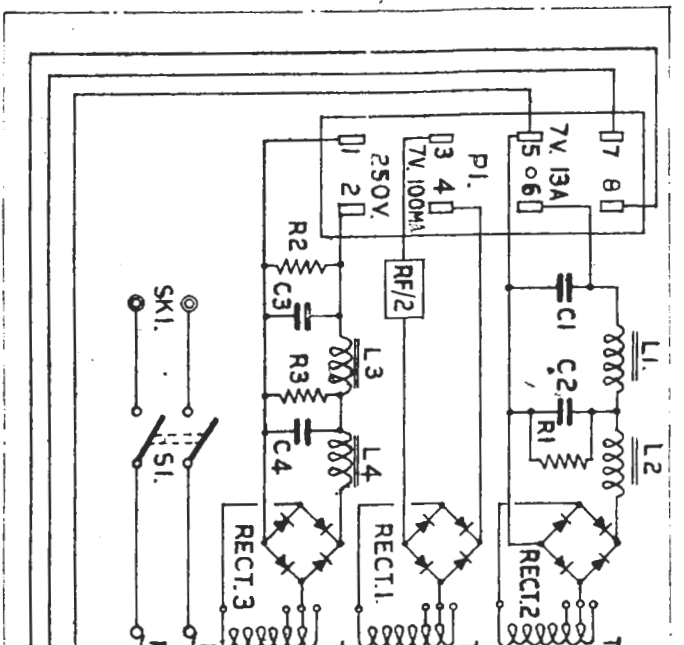 7 8
7V. 13A
5 6
P1.
3 4
7V. 100MA
1 2
250V.
R2
C3
RF/2
C1
L1.
SK1.
R3
L3
C2
R1
L2
S1.
C4
L4
RECT.3
RECT.1.
RECT.2